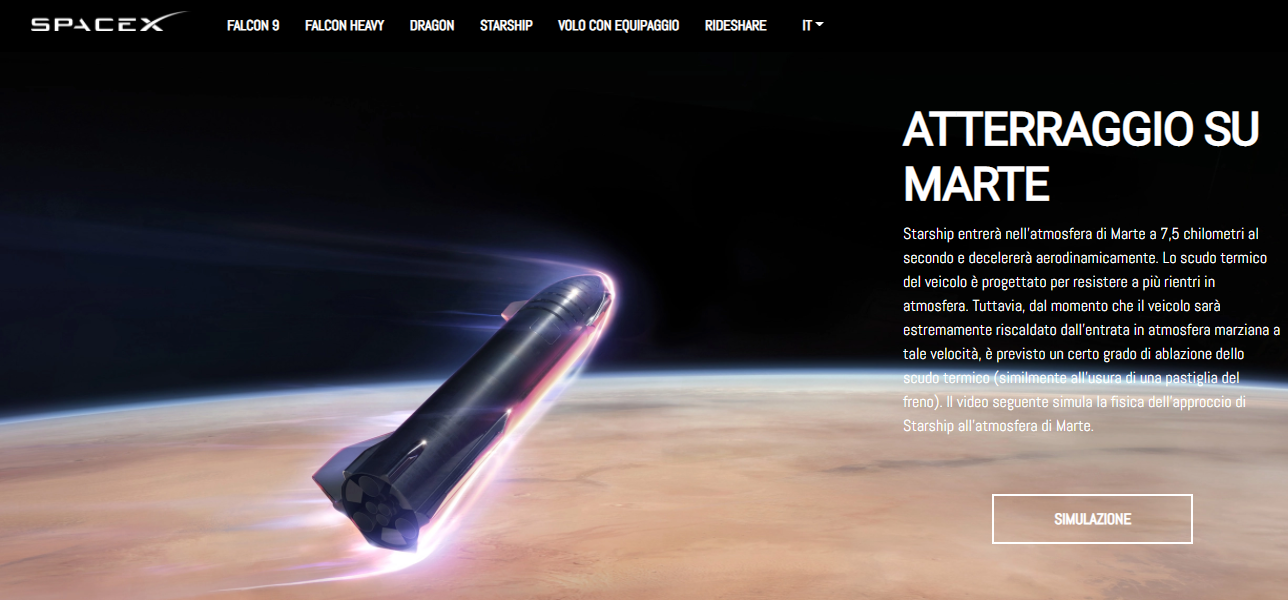 SPACEX FALCON 9 FALCON HEAVY DRAGON STARSHIP VOLO CON EQUIPAGGIO RIDESHARE IT
ATTERRAGGIO SU
MARTE
Starship entrerà nell'atmosfera di Marte a 7,5 chilometri al
secondo e decelererà aerodinamicamente. Lo scudo termico
del veicolo è progettato per resistere a più rientri in
atmosfera. Tuttavia, dal momento che il veicolo sarà
estremamente riscaldato dall'entrata in atmosfera marziana a
tale velocità, è previsto un certo grado di ablazione dello
scudo termico (similmente all'usura di una pastiglia del
freno). Il video seguente simula la fisica dell'approccio di
Starship all'atmosfera di Marte.
SIMULAZIONE